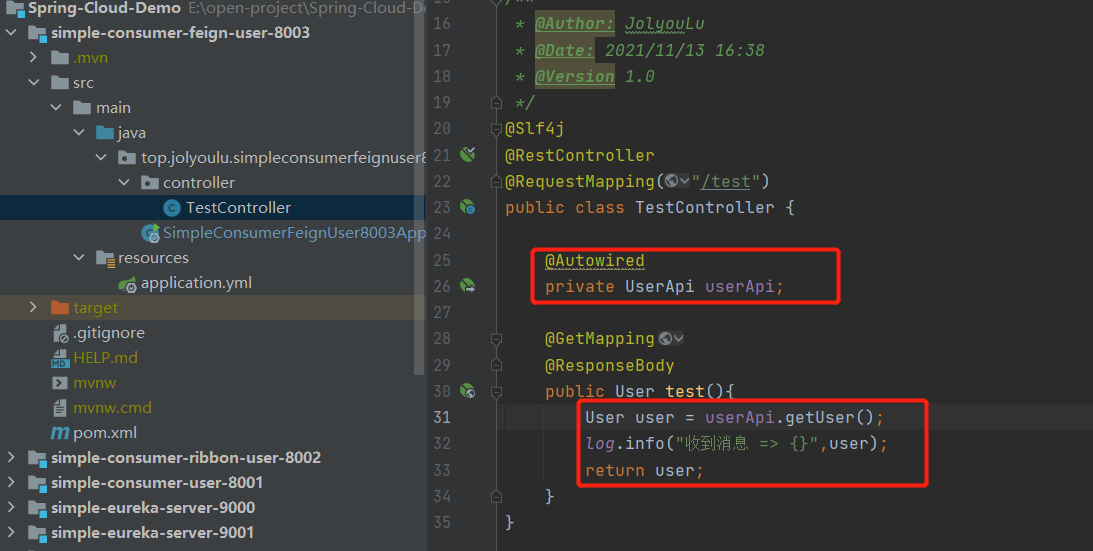 Spring-Cloud-Demo E:\open-project\Spring-Cloud-D
simple-consumer-feign-user-8003
.mvn
src
main
java
top.jolyoulu.simpleconsumerfeignuser8
controller
TestController
SimpleConsumerFeignUser8003App
resources
application.yml
target
.gitignore
HELP.md
mvnw
mvnw.cmd
pom.xml
simple-consumer-ribbon-user-8002
simple-consumer-user-8001
simple-eureka-server-9000
simple-eureka-server-9001
/**
16 * @Author: JolyouLu
17 * @Date: 2021/11/13 16:38
18 * @Version 1.0
19 */
20 @Slf4j
21 @RestController
22 @RequestMapping("/test")
23 public class TestController {
24
25 @Autowired
26 private UserApi userApi;
27
28 @GetMapping
29 @ResponseBody
30 public User test(){
31 User user = userApi.getUser();
32 log.info("收到消息 => {}",user);
33 return user;
34 }
35 }